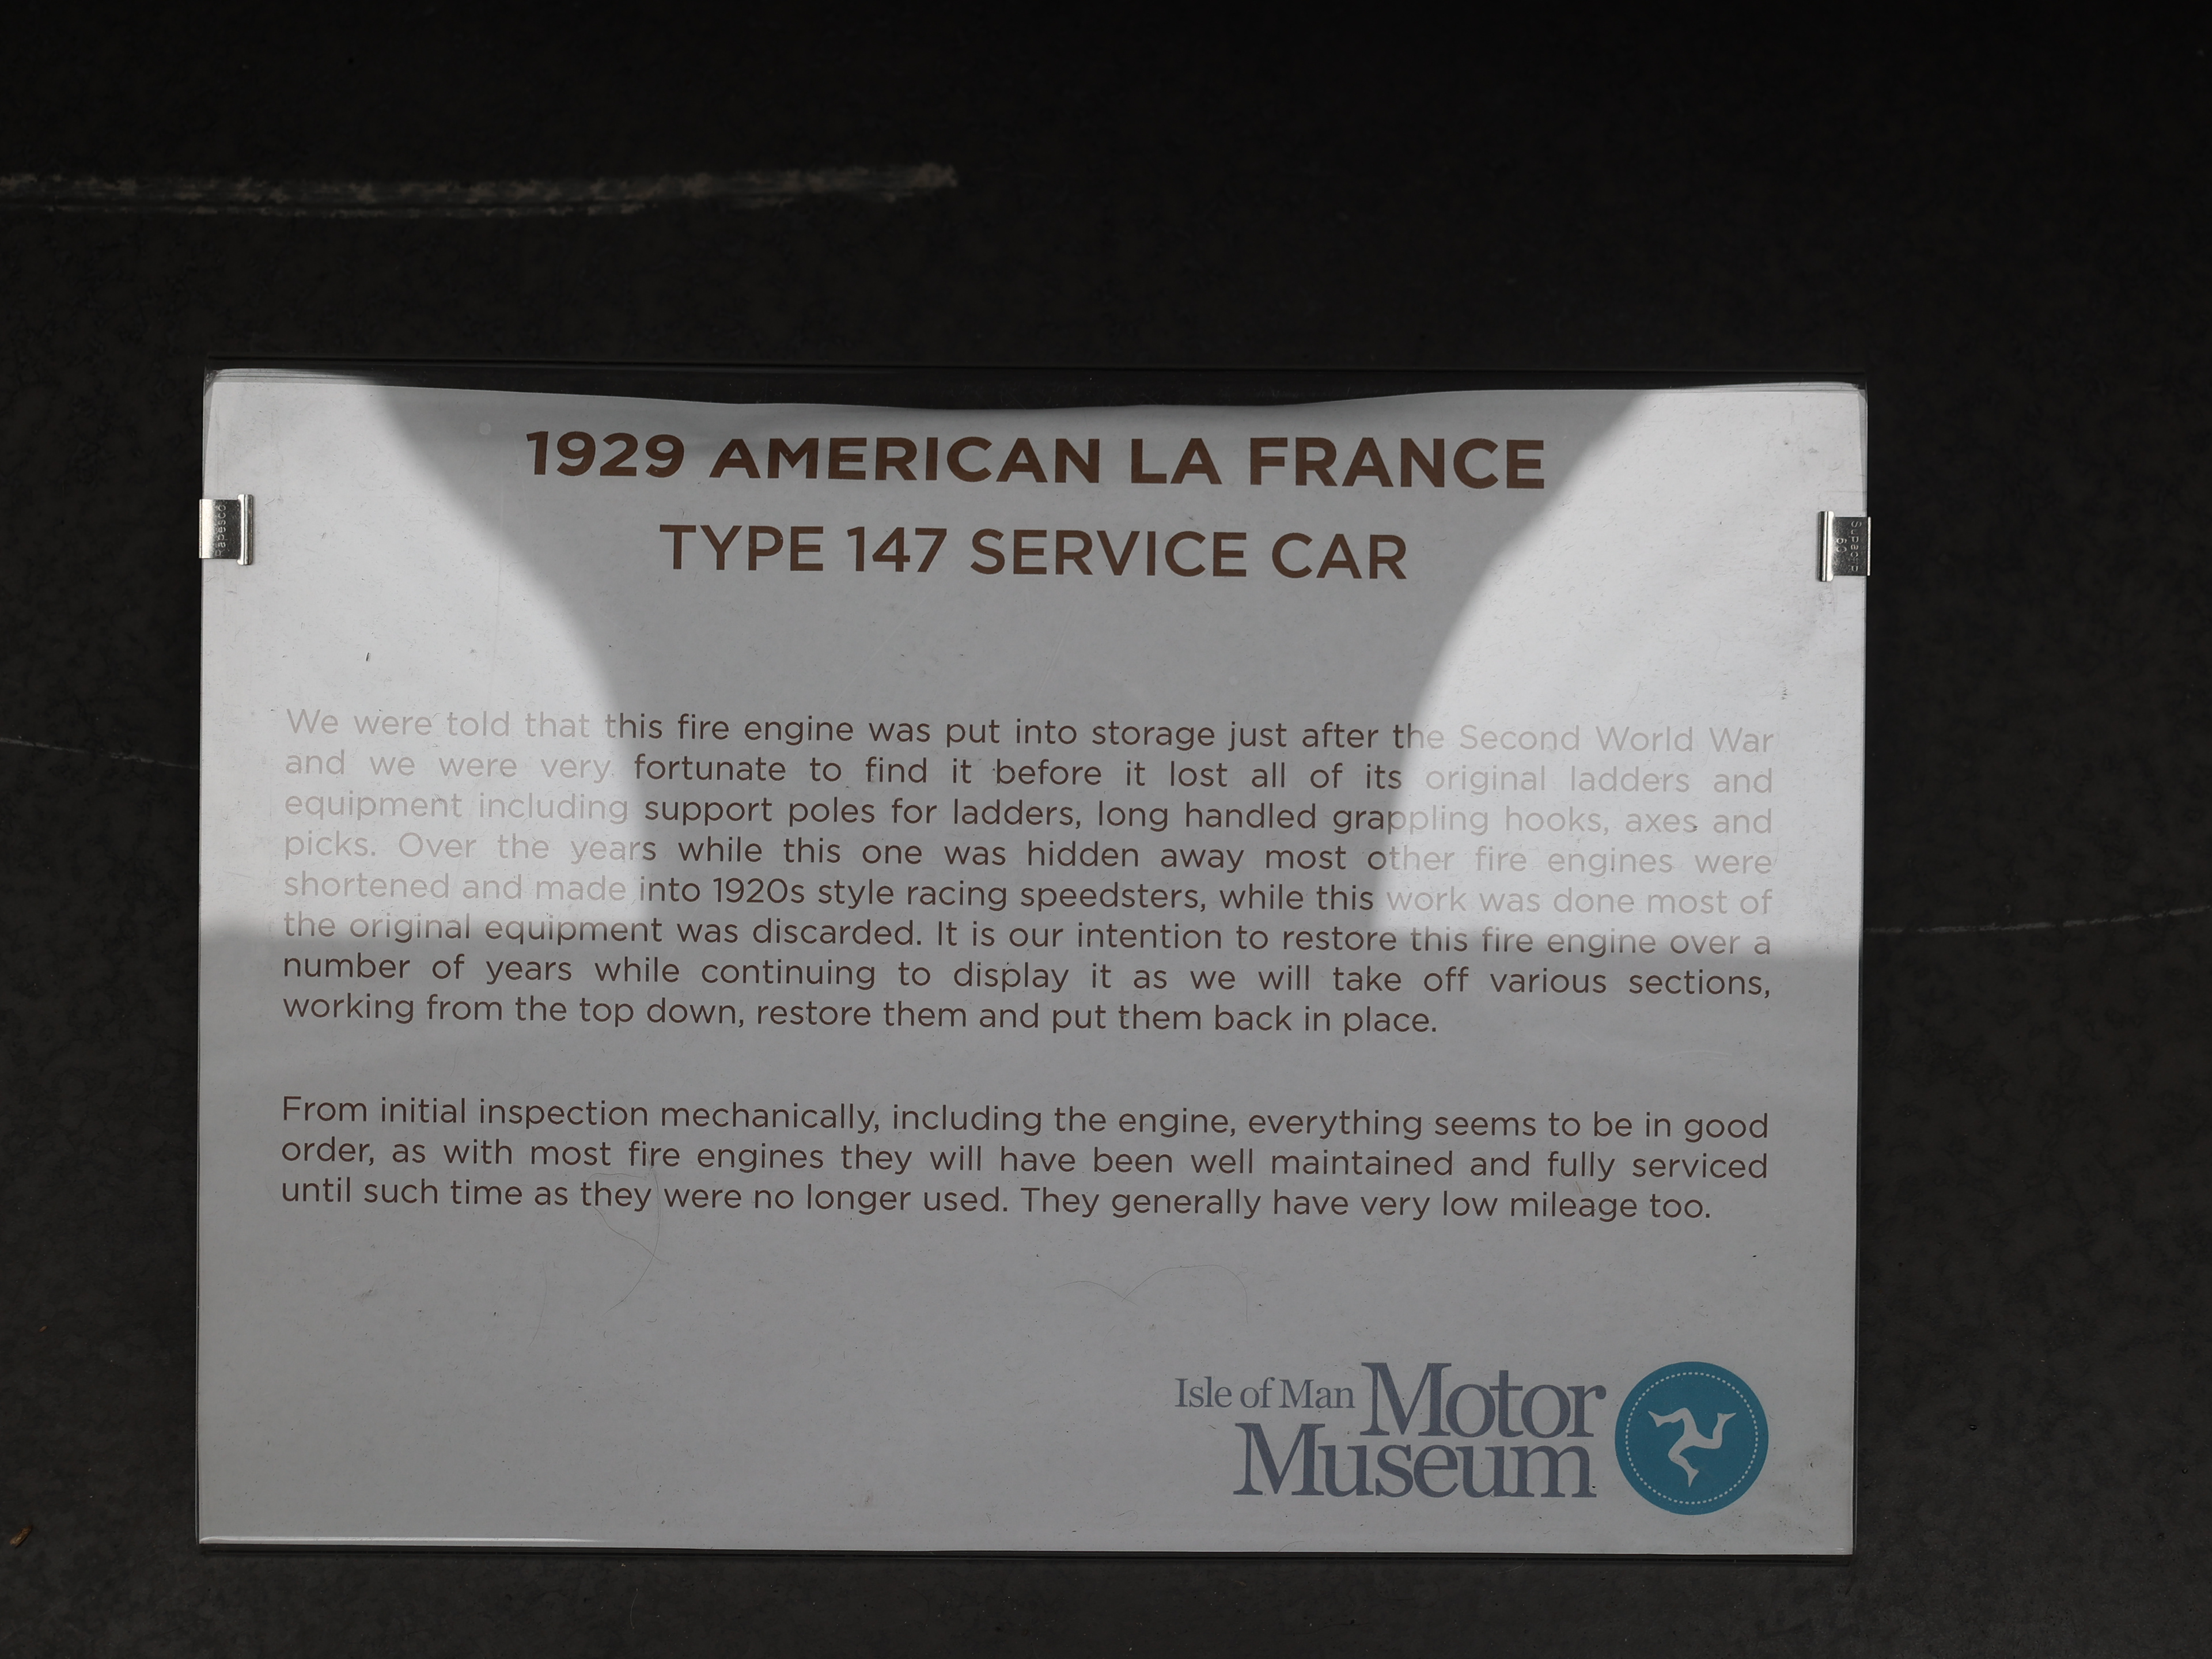 1929 AMERICAN LA FRANCE
TYPE 147 SERVICE CAR
Rapesco
Supaclip
60
We were told that this fire engine was put into storage just after the Second World War
and we were very fortunate to find it before it lost all of its original ladders and
equipment including support poles for ladders, long handled grappling hooks, axes and
picks. Over the years while this one was hidden away most other fire engines were
shortened and made into 1920s style racing speedsters, while this work was done most of
the original equipment was discarded. It is our intention to restore this fire engine over a
number of years while continuing to display it as we will take off various sections,
working from the top down, restore them and put them back in place.
From initial inspection mechanically, including the engine, everything seems to be in good
order, as with most fire engines they will have been well maintained and fully serviced
until such time as they were no longer used. They generally have very low mileage too.
Isle of Man Motor
Museum